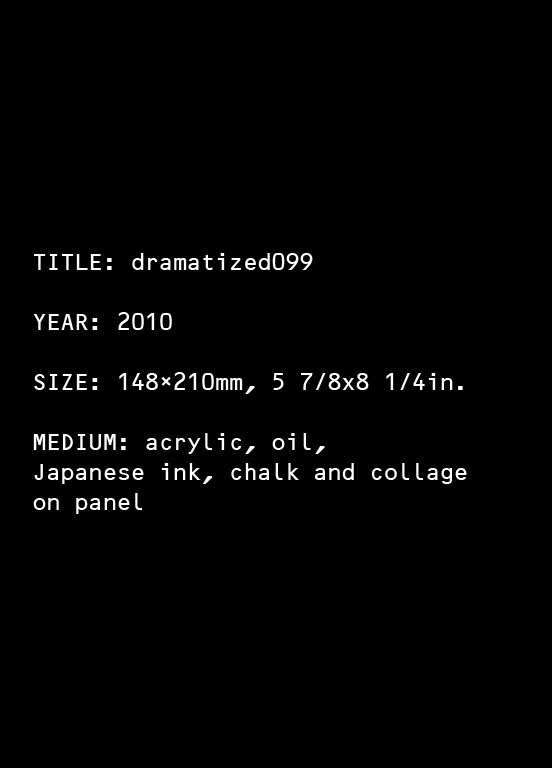 TITLE: dramatized099
YEAR: 2010
SIZE: 148×210mm, 5 7/8x8 1/4in.
MEDIUM: acrylic, oil,
Japanese ink, chalk and collage
on panel